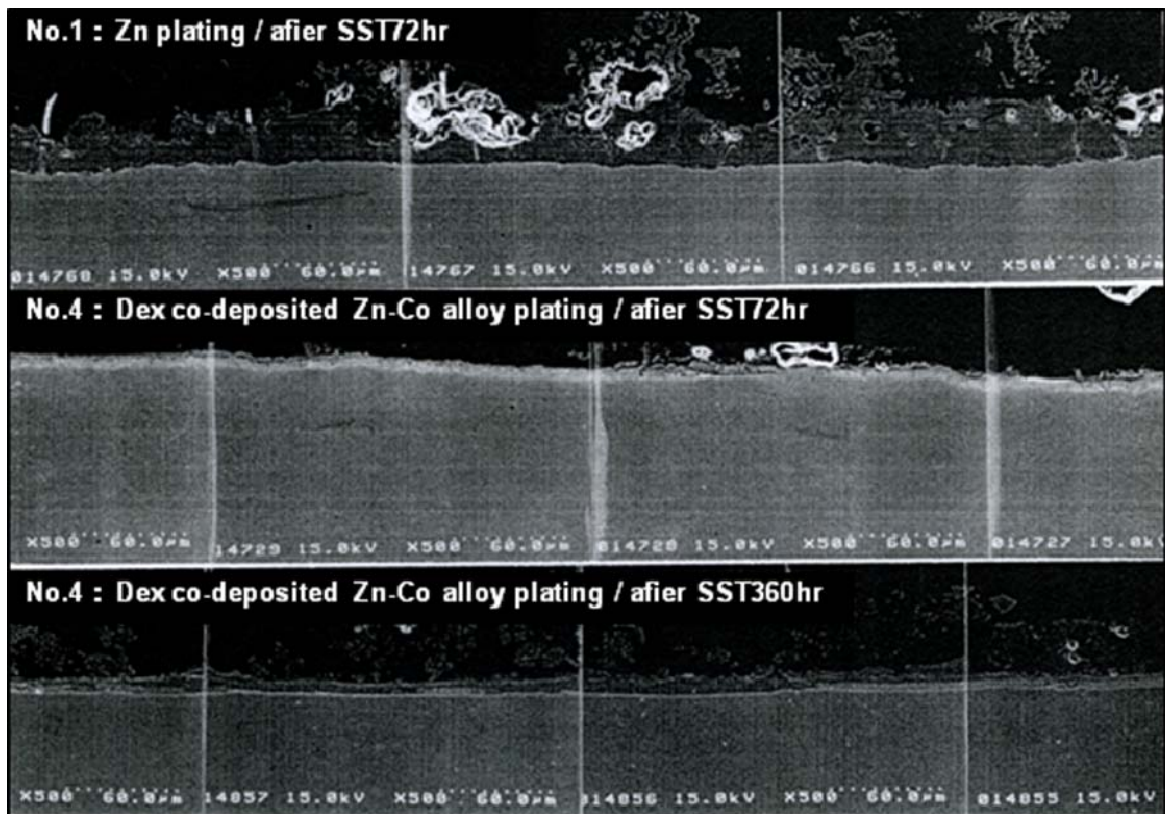 No.1 : Zn plating / afier SST72hr
014768 15.0kV X500 60.0µm 14767 15.0kV X500 60.0µm 014766 15.0kV X500 60.0µm
No.4 : Dex co-deposited Zn-Co alloy plating / afier SST72hr
X500 60.0µm 14729 15.0kV X500 60.0µm 014728 15.0kV X500 60.0µm 014727 15.0kV
No.4 : Dex co-deposited Zn-Co alloy plating / afier SST360hr
X500 60.0µm 14857 15.0kV X500 60.0µm 014856 15.0kV X500 60.0µm 014855 15.0kV